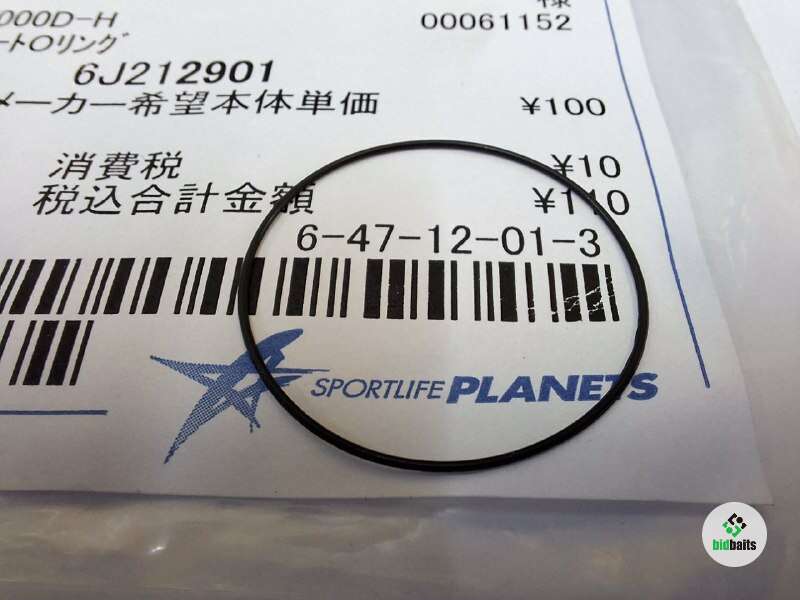 000D-H
様
00061152
ートOリング
6J212901
メーカー希望本体単価 ¥100
消費税 ¥10
税込合計金額 ¥110
6-47-12-01-3
SPORTLIFE PLANETS
bidbaits